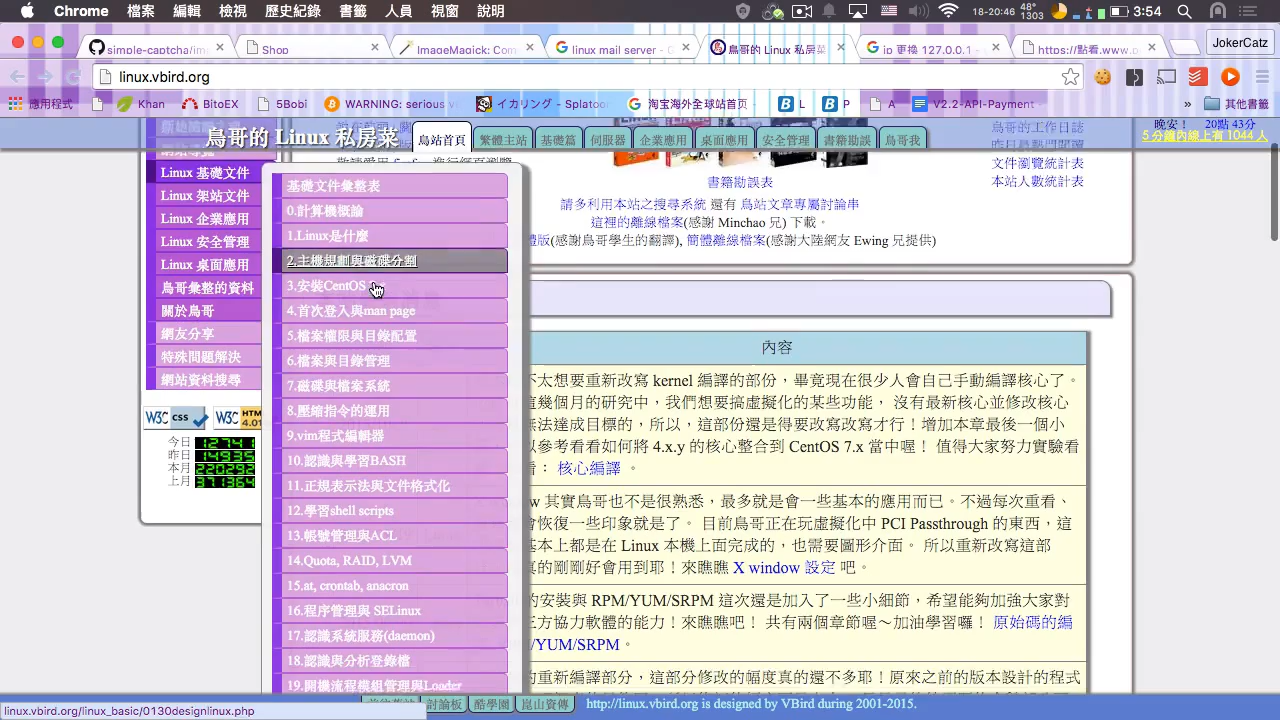 Chrome 檔案 編輯 檢視 歷史紀錄 書籤 人員 視窗 說明 18-20:46 48° 1303 3:54
simple-captcha/im Shop ImageMagick: Com linux mail server - G 鳥哥的 Linux 私房菜 ip 更換 127.0.0.1 - https://點看.www.p JokerCatz
linux.vbird.org
應用程式 Khan BitoEX 5Bobi WARNING: serious イカリング - Splatoo 淘宝海外全球站首页 L P A V2.2-API-Payment » 其他書籤
鳥哥的 Linux 私房菜 鳥站首頁 繁體主站 基礎篇 伺服器 企業應用 桌面應用 安全管理 書籍勘誤 鳥哥我 晚安！ 20點 43分
5 分鐘內線上有 1044 人
鳥哥的工作日誌
昨日最熱門關注
文件瀏覽統計表
本站人數統計表
Linux 基礎文件
Linux 架站文件
Linux 企業應用
Linux 安全管理
Linux 桌面應用
鳥哥彙整的資料
關於鳥哥
網友分享
特殊問題解決
網站資料搜尋
W3C css W3C HTM 4.01
今日 12741
昨日 14935
本月 220292
上月 371364
基礎文件彙整表
0.計算機概論
1.Linux是什麼
2.主機規劃與磁碟分割
3.安裝CentOS
4.首次登入與man page
5.檔案權限與目錄配置
6.檔案與目錄管理
7.磁碟與檔案系統
8.壓縮指令的運用
9.vim程式編輯器
10.認識與學習BASH
11.正規表示法與文件格式化
12.學習shell scripts
13.帳號管理與ACL
14.Quota, RAID, LVM
15.at, crontab, anacron
16.程序管理與 SELinux
17.認識系統服務(daemon)
18.認識與分析登錄檔
19.開機流程模組管理與Loader
書籍勘誤表
請多利用本站之搜尋系統 還有 鳥站文章專屬討論串
這裡的離線檔案(感謝 Minchao 兄) 下載。
體版(感謝鳥哥學生的翻譯), 簡體離線檔案(感謝大陸網友 Ewing 兄提供)
內容
不太想要重新改寫 kernel 編譯的部份，畢竟現在很少人會自己手動編譯核心了。
這幾個月的研究中，我們想要搞虛擬化的某些功能， 沒有最新核心並修改核心
無法達成目標的，所以，這部份還是得要改寫改寫才行！增加本章最後一個小
以參考看看如何將 4.x.y 的核心整合到 CentOS 7.x 當中喔！ 值得大家努力實驗看
看： 核心編譯 。
w 其實鳥哥也不是很熟悉，最多就是會一些基本的應用而已。不過每次重看、
會恢復一些印象就是了。 目前鳥哥正在玩虛擬化中 PCI Passthrough 的東西，這
基本上都是在 Linux 本機上面完成的，也需要圖形介面。 所以重新改寫這部
真的剛剛好會用到耶！來瞧瞧 X window 設定 吧。
的安裝與 RPM/YUM/SRPM 這次還是加入了一些小細節，希望能夠加強大家對
三方協力軟體的能力！來瞧瞧吧！ 共有兩個章節喔～加油學習囉！ 原始碼的編
/YUM/SRPM。
的重新編譯部分，這部分修改的幅度真的還不多耶！原來之前的版本設計的程式
討論板 酷學園 崑山資傳 http://linux.vbird.org is designed by VBird during 2001-2015.
linux.vbird.org/linux_basic/0130designlinux.php